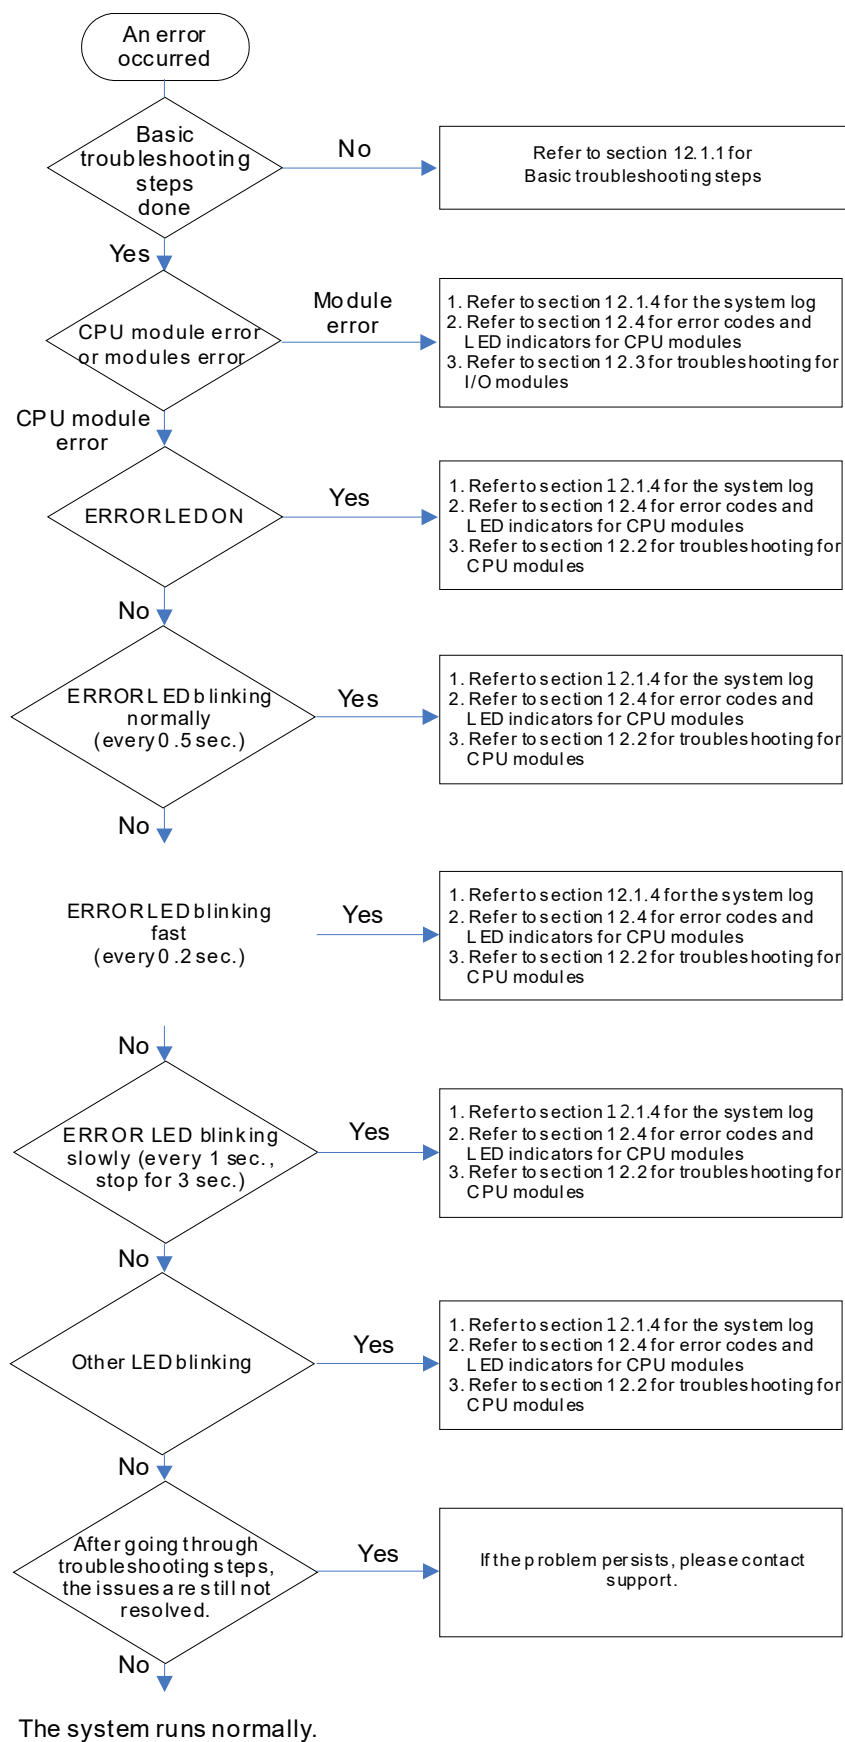 An error
occurred
Basic
troubleshooting
steps
done
No
Refer to section 12.1.1 for
Basic troubleshooting steps
Yes
CPU module error
or modules error
Module
error
1. Refer to section 12.1.4 for the system log
2. Refer to section 12.4 for error codes and
LED indicators for CPU modules
3. Refer to section 12.3 for troubleshooting for
I/O modules
CPU module
error
ERROR LED ON
Yes
1. Refer to section 12.1.4 for the system log
2. Refer to section 12.4 for error codes and
LED indicators for CPU modules
3. Refer to section 12.2 for troubleshooting for
CPU modules
No
ERROR LED blinking
normally
(every 0.5 sec.)
Yes
1. Refer to section 12.1.4 for the system log
2. Refer to section 12.4 for error codes and
LED indicators for CPU modules
3. Refer to section 12.2 for troubleshooting for
CPU modules
No
ERROR LED blinking
fast
(every 0.2 sec.)
Yes
1. Refer to section 12.1.4 for the system log
2. Refer to section 12.4 for error codes and
LED indicators for CPU modules
3. Refer to section 12.2 for troubleshooting for
CPU modules
No
ERROR LED blinking
slowly (every 1 sec.,
stop for 3 sec.)
Yes
1. Refer to section 12.1.4 for the system log
2. Refer to section 12.4 for error codes and
LED indicators for CPU modules
3. Refer to section 12.2 for troubleshooting for
CPU modules
No
Other LED blinking
Yes
1. Refer to section 12.1.4 for the system log
2. Refer to section 12.4 for error codes and
LED indicators for CPU modules
3. Refer to section 12.2 for troubleshooting for
CPU modules
No
After going through
troubleshooting steps,
the issues are still not
resolved.
Yes
If the problem persists, please contact
support.
No
The system runs normally.